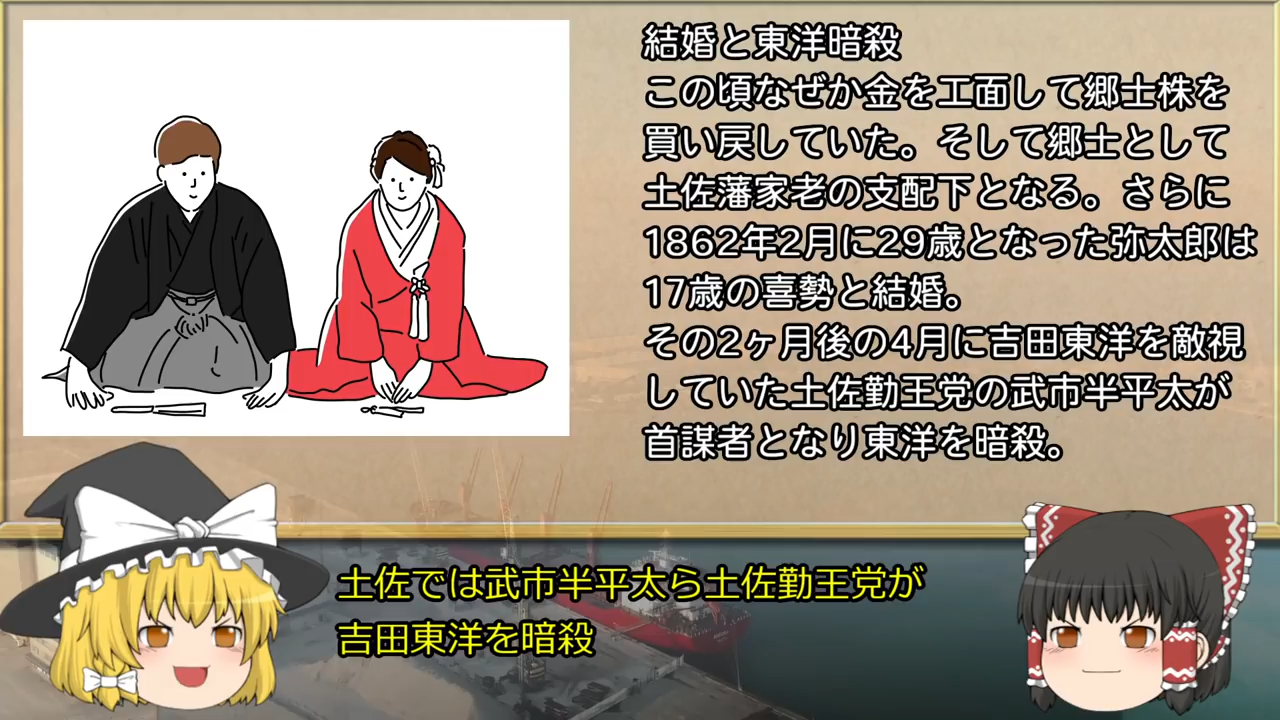 結婚と東洋暗殺
この頃なぜか金を工面して郷士株を
買い戻していた。そして郷士として
土佐藩家老の支配下となる。さらに
1862年2月に29歳となった弥太郎は
17歳の喜勢と結婚。
その2ヶ月後の4月に吉田東洋を敵視
していた土佐勤王党の武市半平太が
首謀者となり東洋を暗殺。
土佐では武市半平太ら土佐勤王党が
吉田東洋を暗殺